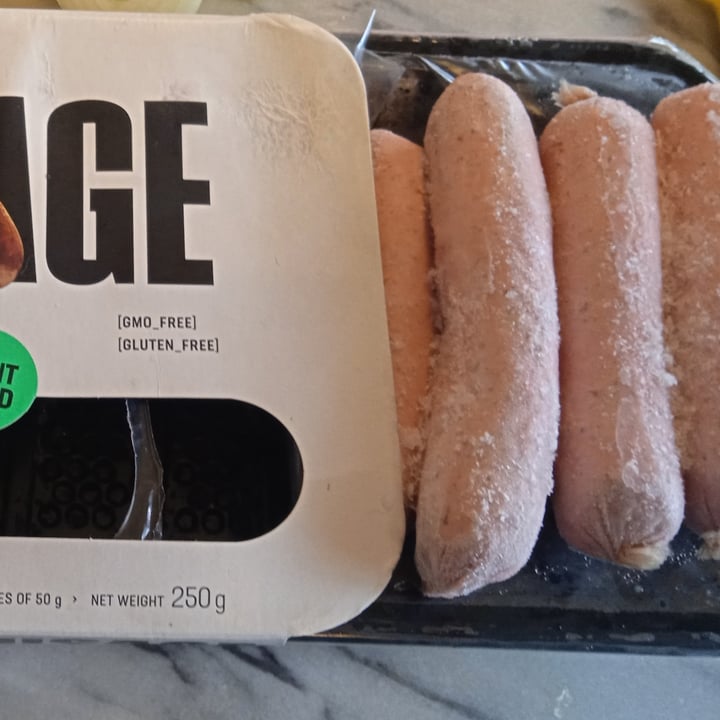 AGE
[GMO_FREE]
[GLUTEN_FREE]
ES OF 50 g > NET WEIGHT 250g